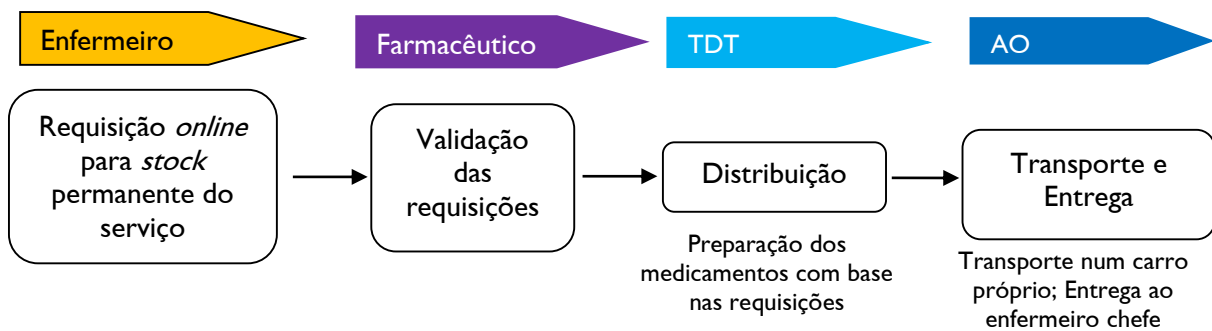 Enfermeiro
Farmacêutico
TDT
AO
Requisição online
para stock
permanente do
serviço
Validação
das
requisições
Distribuição
Transporte e
Entrega
Preparação dos
medicamentos com base
nas requisições
Transporte num carro
próprio; Entrega ao
enfermeiro chefe